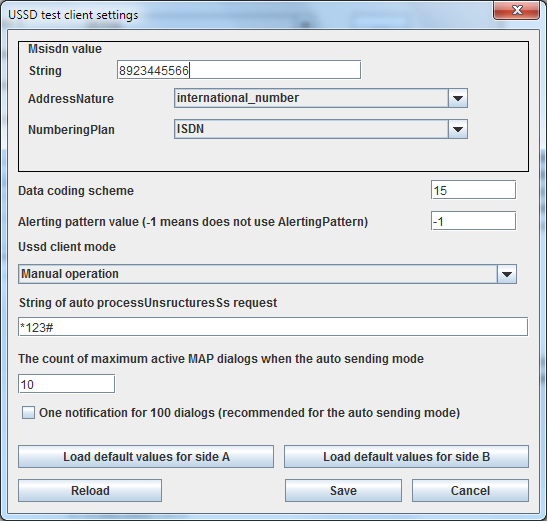 USSD test client settings
Msisdn value
String 8923445566
AddressNature international_number
NumberingPlan ISDN
Data coding scheme 15
Alerting pattern value (-1 means does not use AlertingPattern) -1
Ussd client mode
Manual operation
String of auto processUnsructuresSs request
*123#
The count of maximum active MAP dialogs when the auto sending mode
10
One notification for 100 dialogs (recommended for the auto sending mode)
Load default values for side A Load default values for side B
Reload Save Cancel